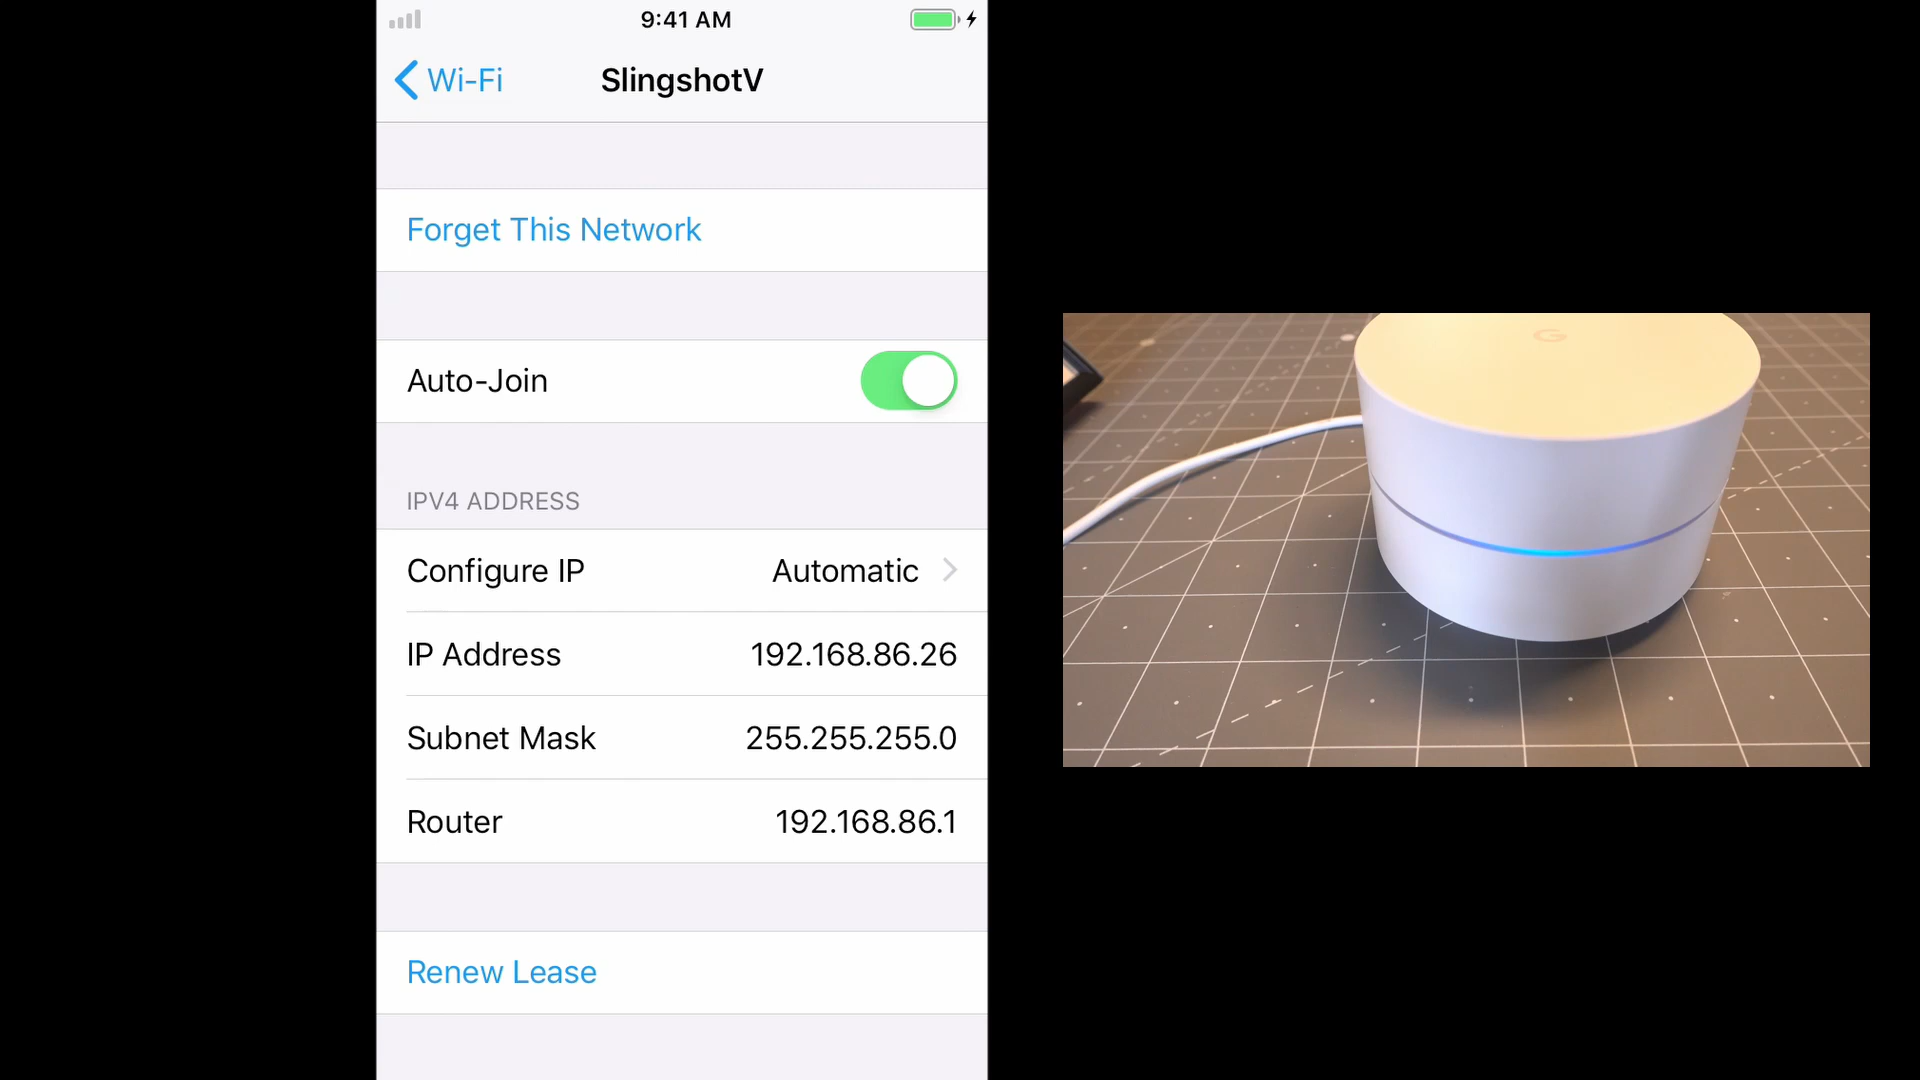 9:41 AM
Wi-Fi
SlingshotV
Forget This Network
Auto-Join
IPV4 ADDRESS
Configure IP Automatic
IP Address 192.168.86.26
Subnet Mask 255.255.255.0
Router 192.168.86.1
Renew Lease
G